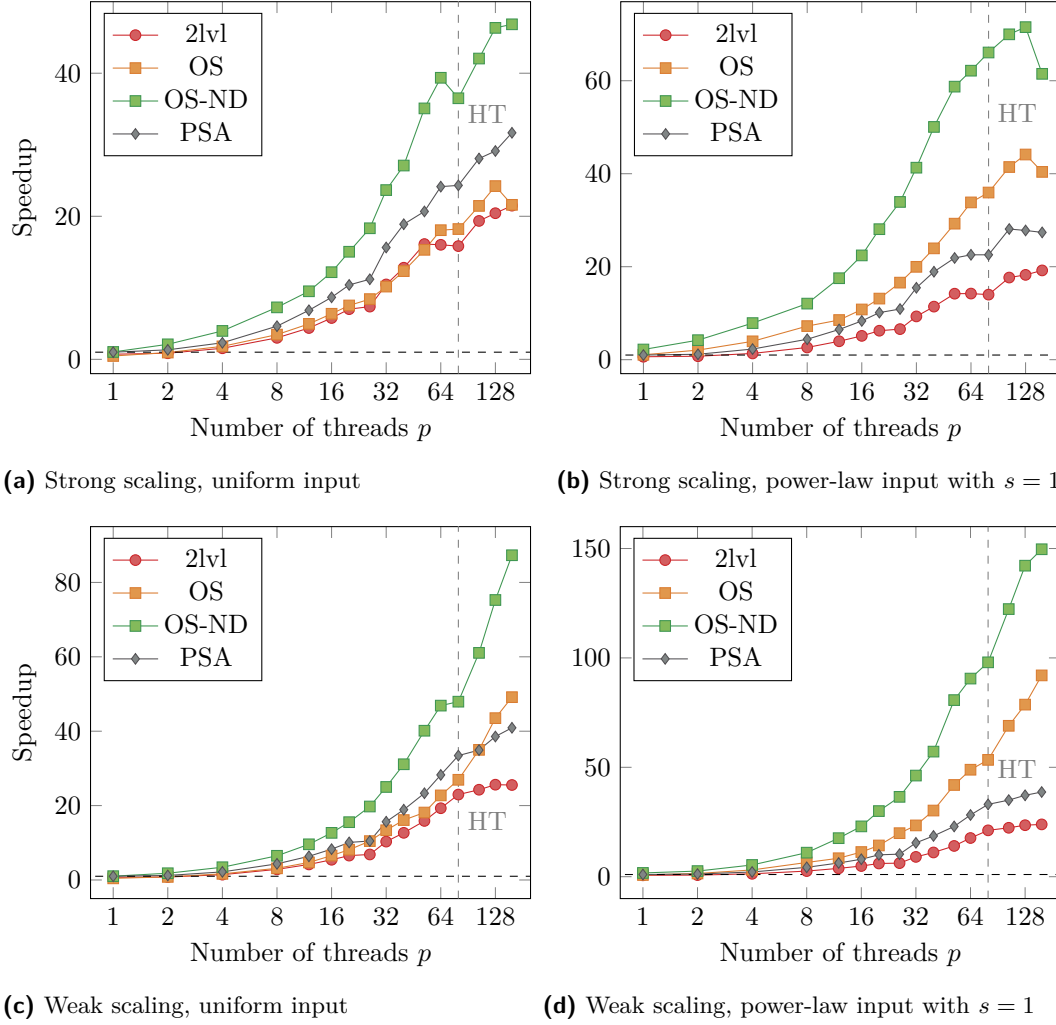 2lvl
OS
OS-ND
PSA
HT
Speedup
0
20
40
1 2 4 8 16 32 64 128
Number of threads p
(a) Strong scaling, uniform input
2lvl
OS
OS-ND
PSA
HT
0
20
40
60
1 2 4 8 16 32 64 128
Number of threads p
(b) Strong scaling, power-law input with s = 1
2lvl
OS
OS-ND
PSA
HT
Speedup
0
20
40
60
80
1 2 4 8 16 32 64 128
Number of threads p
(c) Weak scaling, uniform input
2lvl
OS
OS-ND
PSA
HT
0
50
100
150
1 2 4 8 16 32 64 128
Number of threads p
(d) Weak scaling, power-law input with s = 1